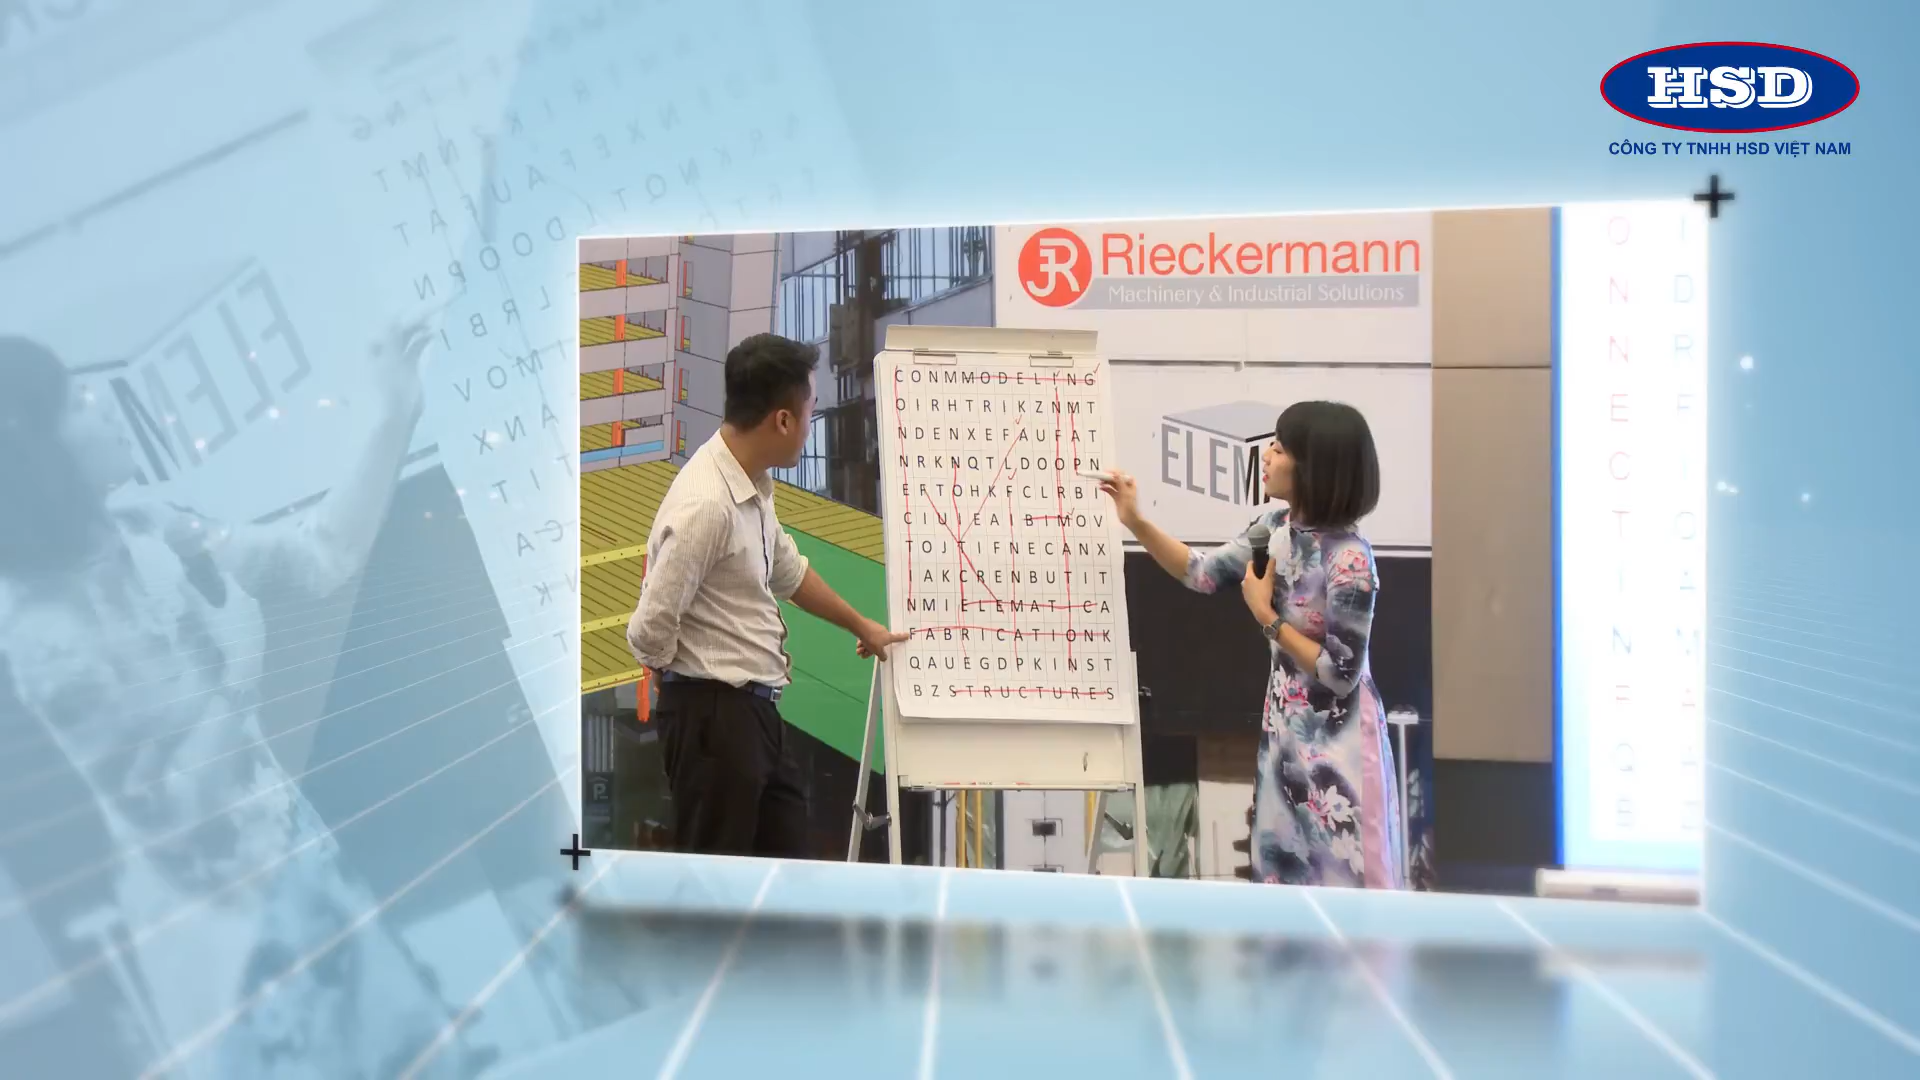 HSD
CÔNG TY TNHH HSD VIỆT NAM
Rieckermann
Machinery & Industrial Solutions
ELEM
CONMMODELING
OIRHTRIKZNMT
NDENXEFAUFAT
NRKNQTLDOOPN
EFTOHKFCLRBI
CIUIEAIBIMOV
TOJTIFNECANX
IAKCRENBUTIT
NMIELEMATICA
FABRICATIONK
QAUEGDPKINST
BZSTRUCTURES